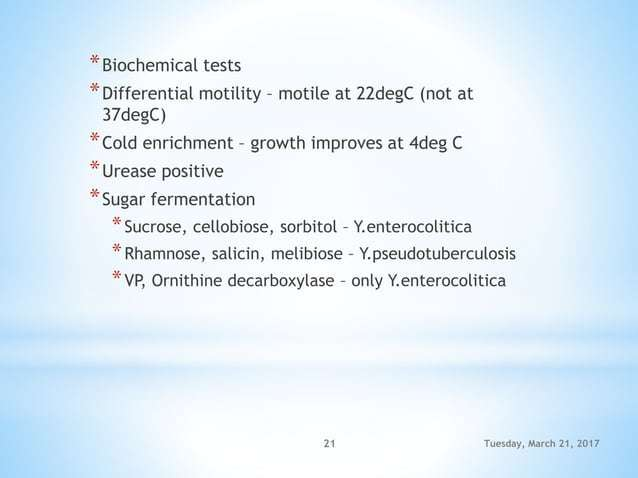 * Biochemical tests
* Differential motility – motile at 22degC (not at
37degC)
* Cold enrichment – growth improves at 4deg C
* Urease positive
* Sugar fermentation
* Sucrose, cellobiose, sorbitol – Y.enterocolitica
* Rhamnose, salicin, melibiose – Y.pseudotuberculosis
* VP, Ornithine decarboxylase – only Y.enterocolitica
21
Tuesday, March 21, 2017